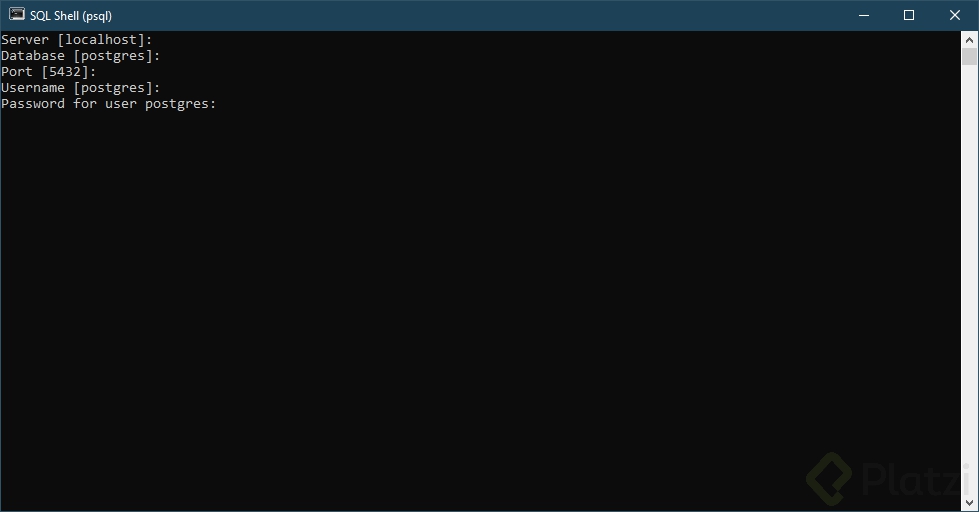 SQL Shell (psql)
Server [localhost]:
Database [postgres]:
Port [5432]:
Username [postgres]:
Password for user postgres:
Platzi